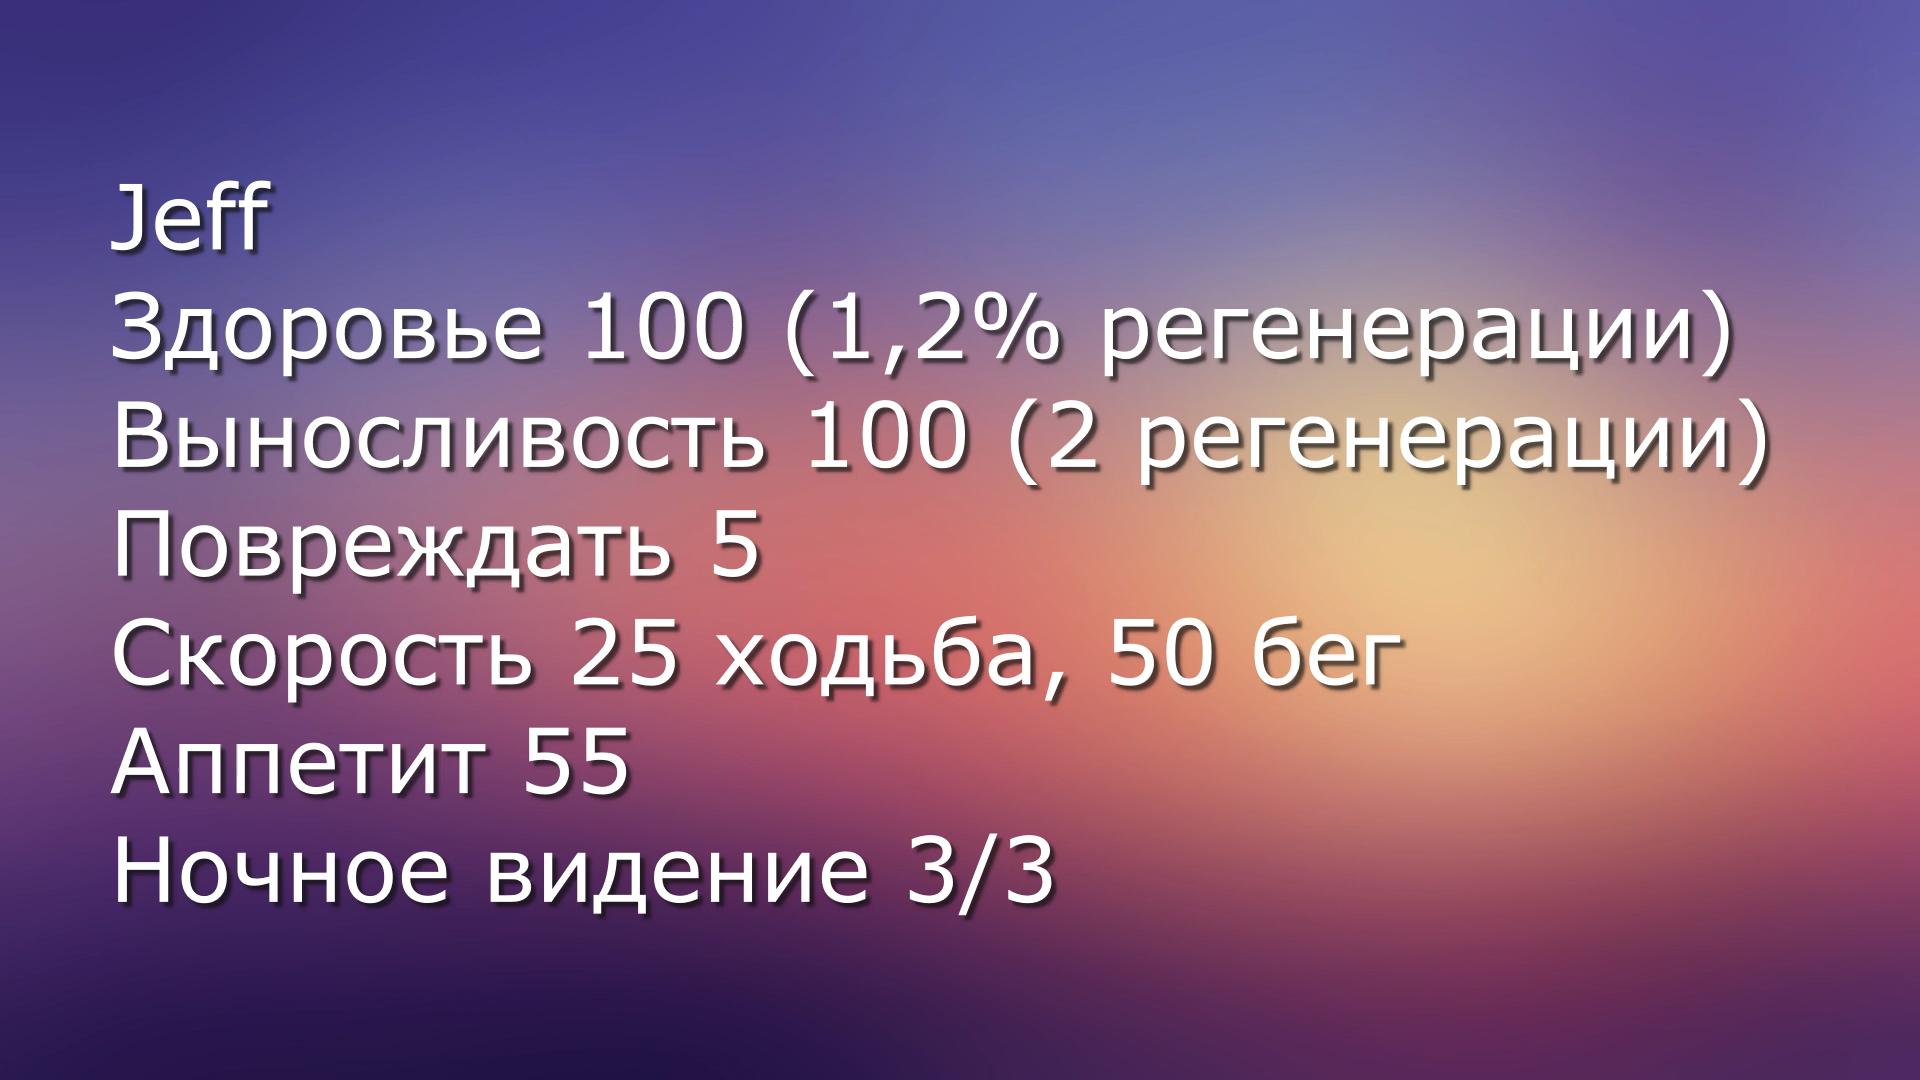 Jeff
Здоровье 100 (1,2% регенерации)
Выносливость 100 (2 регенерации)
Повреждать 5
Скорость 25 ходьба, 50 бег
Аппетит 55
Ночное видение 3/3